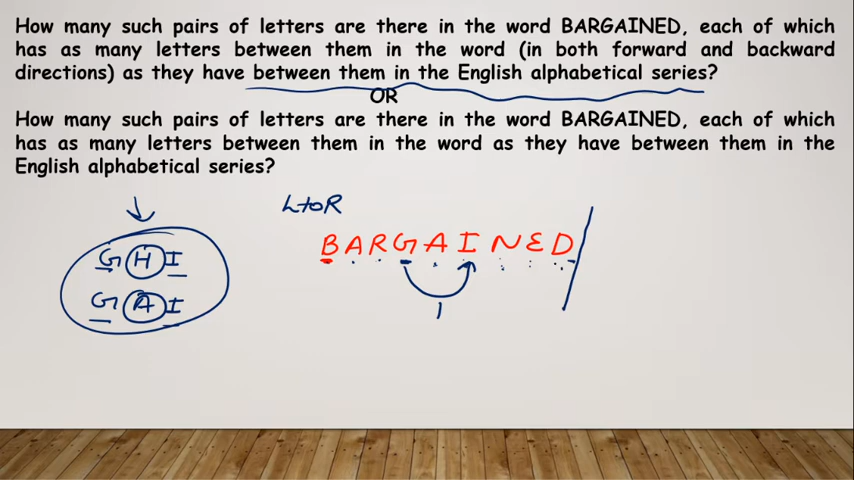 How many such pairs of letters are there in the word BARGAINED, each of which
has as many letters between them in the word (in both forward and backward
directions) as they have between them in the English alphabetical series?
OR
How many such pairs of letters are there in the word BARGAINED, each of which
has as many letters between them in the word as they have between them in the
English alphabetical series?
LtoR
BARGAINED
GHI
GAI
1